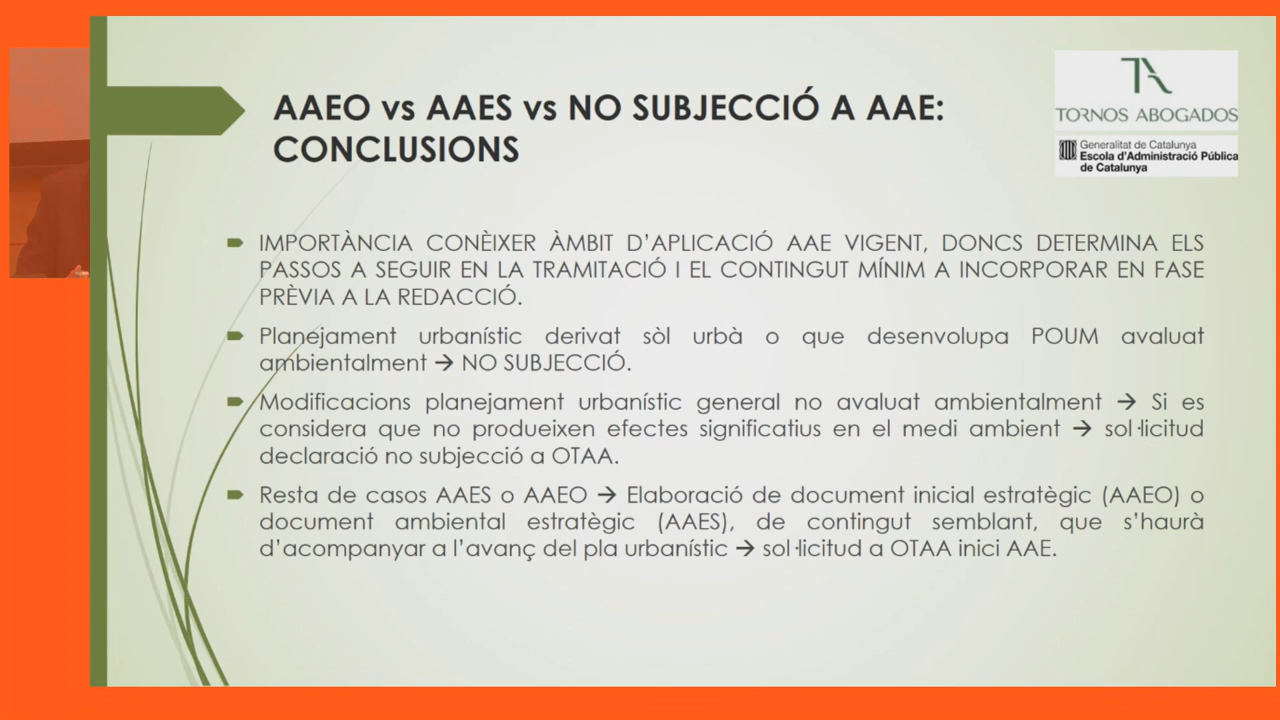 AAEO vs AAES vs NO SUBJECCIÓ A AAE:
CONCLUSIONS
TORNOS ABOGADOS
Generalitat de Catalunya
Escola d'Administració Pública
de Catalunya
IMPORTÀNCIA CONÈIXER ÀMBIT D'APLICACIÓ AAE VIGENT, DONCS DETERMINA ELS
PASSOS A SEGUIR EN LA TRAMITACIÓ I EL CONTINGUT MÍNIM A INCORPORAR EN FASE
PRÈVIA A LA REDACCIÓ.
Planejament urbanístic derivat sòl urbà o que desenvolupa POUM avaluat
ambientalment → NO SUBJECCIÓ.
Modificacions planejament urbanístic general no avaluat ambientalment → Si es
considera que no produeixen efectes significatius en el medi ambient → sol·licitud
declaració no subjecció a OTAA.
Resta de casos AAES o AAEO → Elaboració de document inicial estratègic (AAEO) o
document ambiental estratègic (AAES), de contingut semblant, que s'haurà
d'acompanyar a l'avanç del pla urbanístic → sol·licitud a OTAA inici AAE.